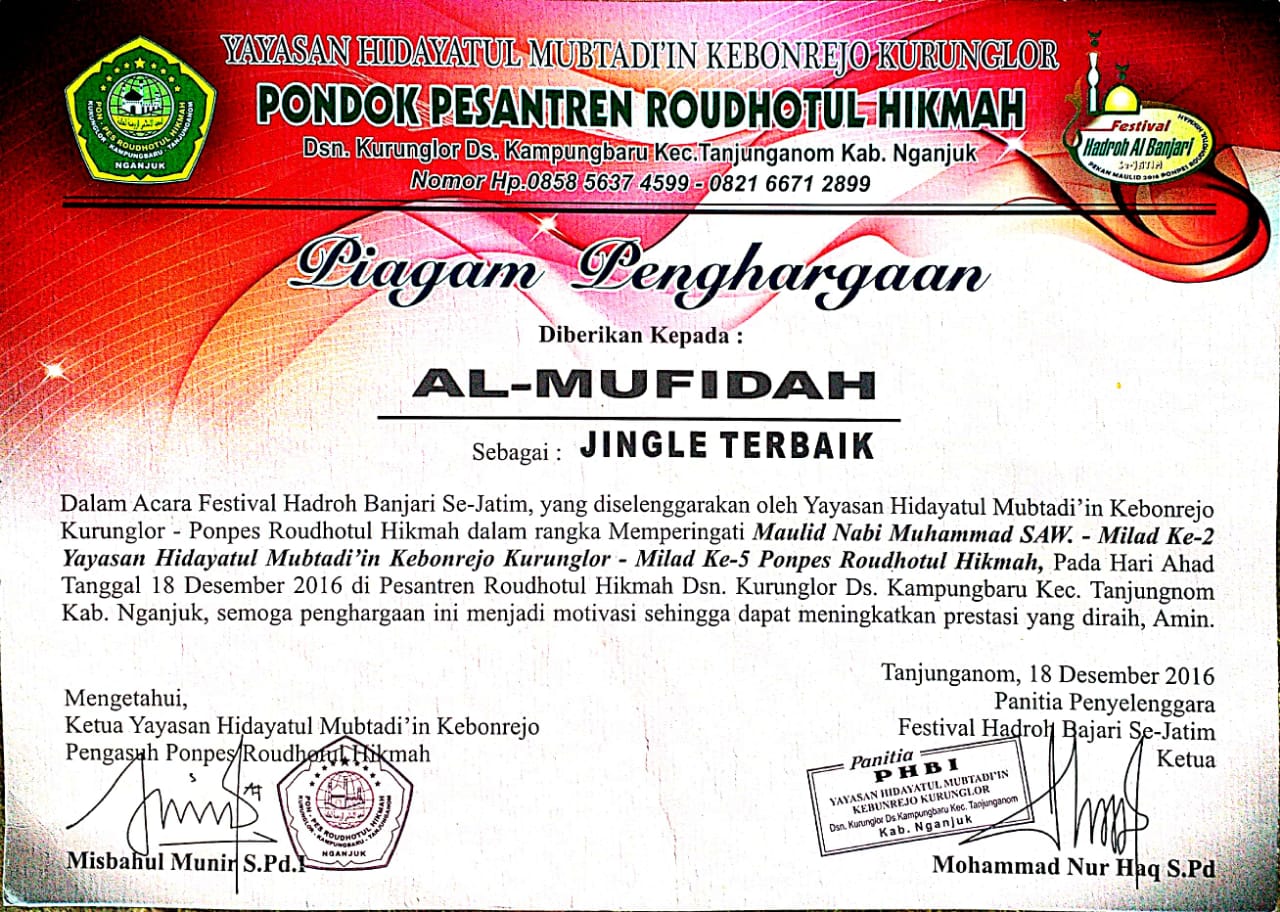 YAYASAN HIDAYATUL MUBTADI'IN KEBONREJO KURUNGLOR
PONDOK PESANTREN ROUDHOTUL HIKMAH
Dsn. Kurunglor Ds. Kampungbaru Kec.Tanjunganom Kab. Nganjuk
Nomor Hp.0858 5637 4599 - 0821 6671 2899
PON - PES ROUDHOTUL HIKMAH
KURUNGLOR - KAMPUNGBARU - TANJUNGANOM
NGANJUK
Festival
Hadroh Al Banjari
Se-JATIM
PEKAN MAULID 2016 PONPES ROUDHOTUL HIKMAH
Piagam Penghargaan
Diberikan Kepada :
AL-MUFIDAH
Sebagai : JINGLE TERBAIK
Dalam Acara Festival Hadroh Banjari Se-Jatim, yang diselenggarakan oleh Yayasan Hidayatul Mubtadi'in Kebonrejo
Kurunglor - Ponpes Roudhotul Hikmah dalam rangka Memperingati Maulid Nabi Muhammad SAW. - Milad Ke-2
Yayasan Hidayatul Mubtadi'in Kebonrejo Kurunglor - Milad Ke-5 Ponpes Roudhotul Hikmah, Pada Hari Ahad
Tanggal 18 Desember 2016 di Pesantren Roudhotul Hikmah Dsn. Kurunglor Ds. Kampungbaru Kec. Tanjungnom
Kab. Nganjuk, semoga penghargaan ini menjadi motivasi sehingga dapat meningkatkan prestasi yang diraih, Amin.
Tanjunganom, 18 Desember 2016
Panitia Penyelenggara
Festival Hadroh Bajari Se-Jatim
Ketua
Mengetahui,
Ketua Yayasan Hidayatul Mubtadi'in Kebonrejo
Pengasuh Ponpes Roudhotul Hikmah
PON - PES ROUDHOTUL HIKMAH
KURUNGLOR - KAMPUNGBARU - TANJUNGANOM
NGANJUK
Misbahul Munir S.Pd.I
Panitia
PHBI
YAYASAN HIDAYATUL MUBTADI'IN
KEBUNREJO KURUNGLOR
Dsn. Kurunglor Ds.Kampungbaru Kec. Tanjunganom
Kab. Nganjuk
Mohammad Nur Haq S.Pd